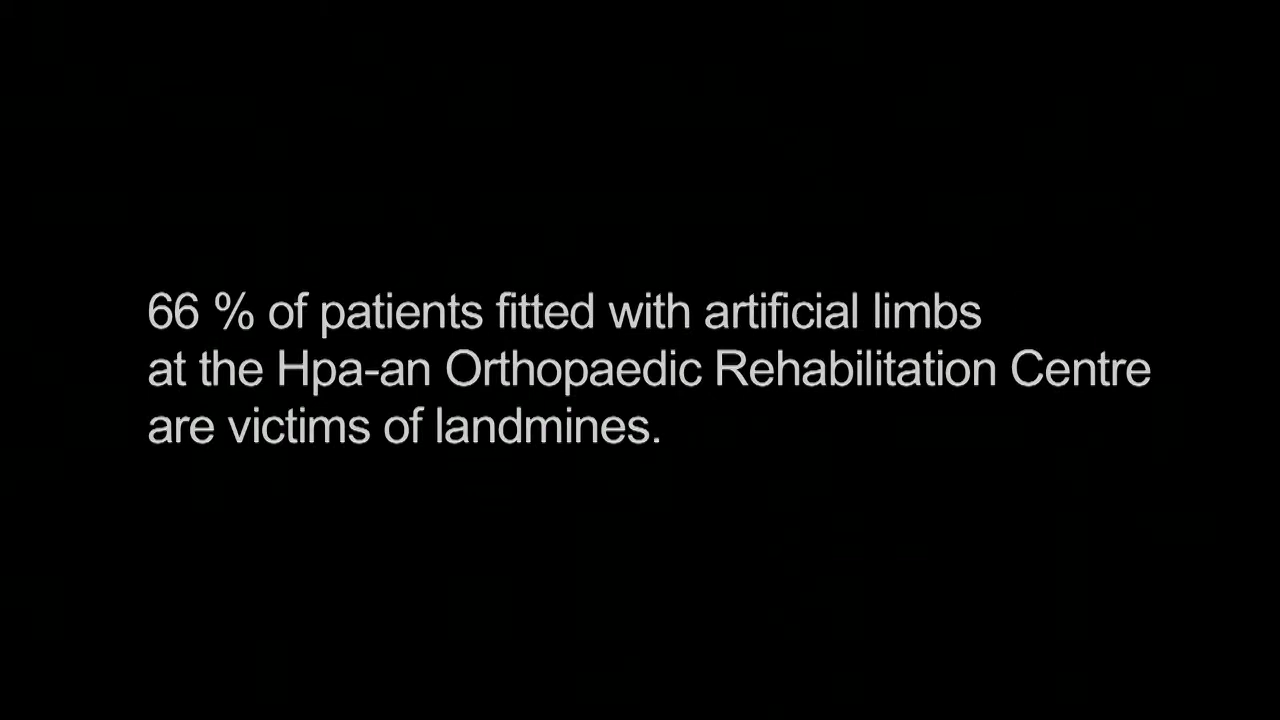 66 % of patients fitted with artificial limbs
at the Hpa-an Orthopaedic Rehabilitation Centre
are victims of landmines.